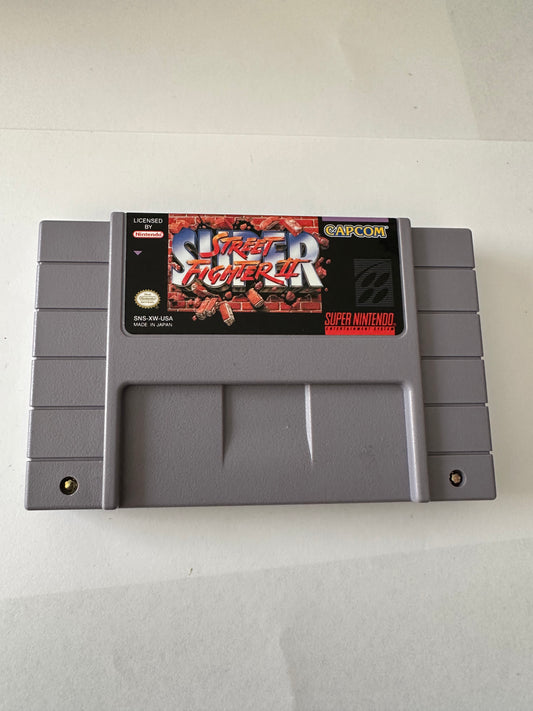 LICENSED
BY
Nintendo
SUPER
STREET
FIGHTER II
CAPCOM
SNS-XW-USA
MADE IN JAPAN
SUPER NINTENDO
ENTERTAINMENT SYSTEM